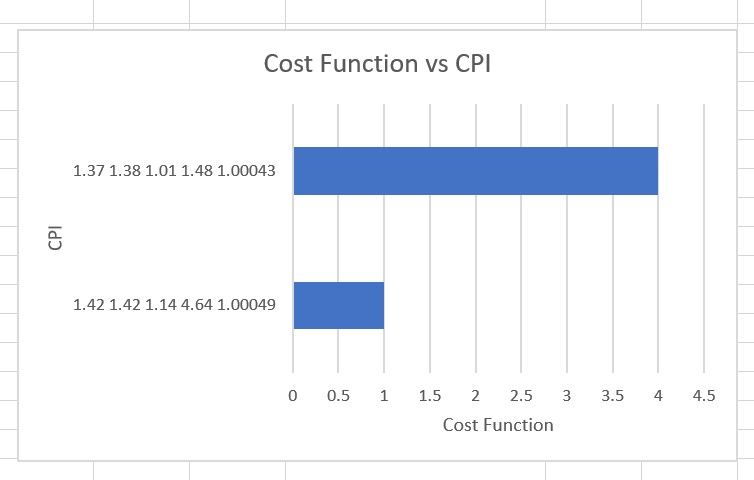 Cost Function vs CPI
1.37 1.38 1.01 1.48 1.00043
CPI
1.42 1.42 1.14 4.64 1.00049
0 0.5 1 1.5 2 2.5 3 3.5 4 4.5
Cost Function